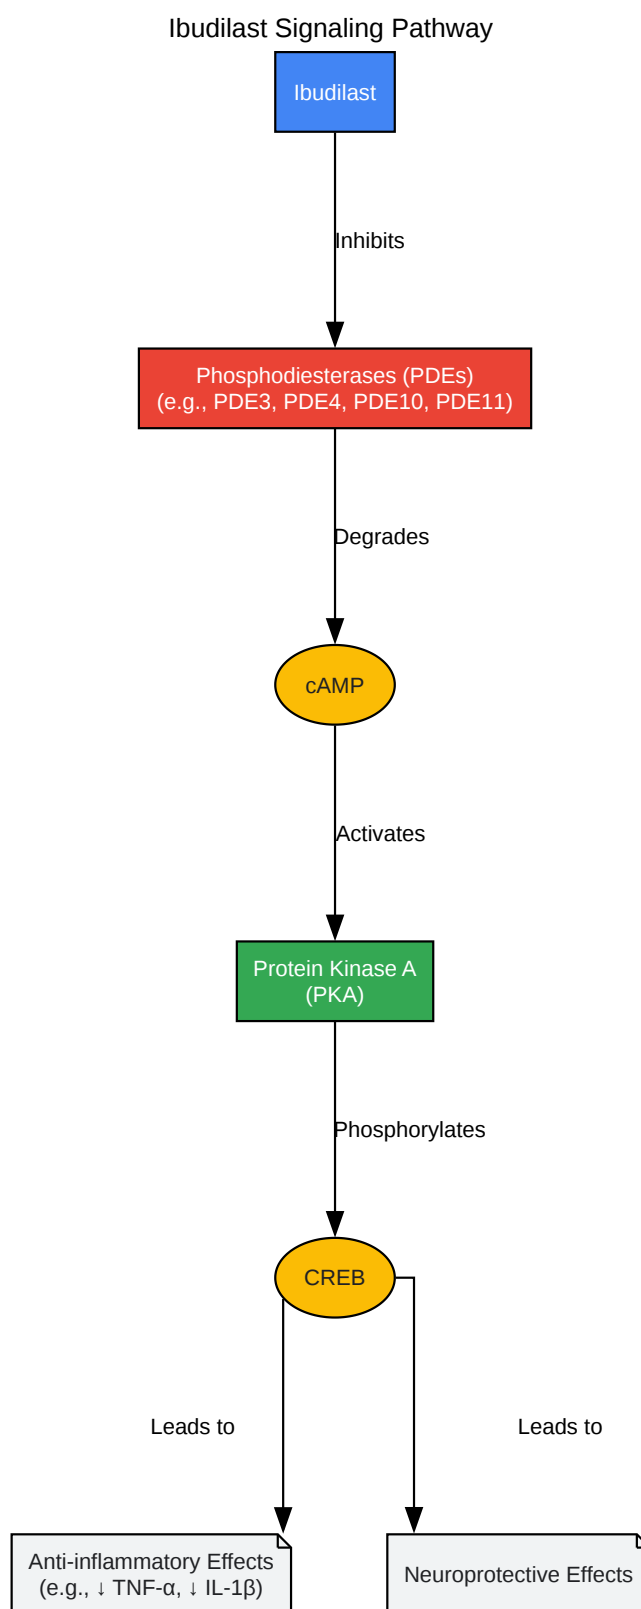 Ibudilast Signaling Pathway
Ibudilast
Inhibits
Phosphodiesterases (PDEs)
(e.g., PDE3, PDE4, PDE10, PDE11)
Degrades
cAMP
Activates
Protein Kinase A
(PKA)
Phosphorylates
CREB
Leads to
Leads to
Anti-inflammatory Effects
(e.g., ↓ TNF-α, ↓ IL-1β)
Neuroprotective Effects